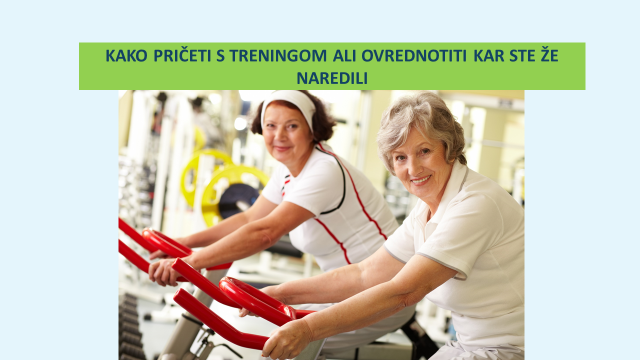 KAKO PRIČETI S TRENINGOM ALI OVREDNOTITI KAR STE ŽE
NAREDILI